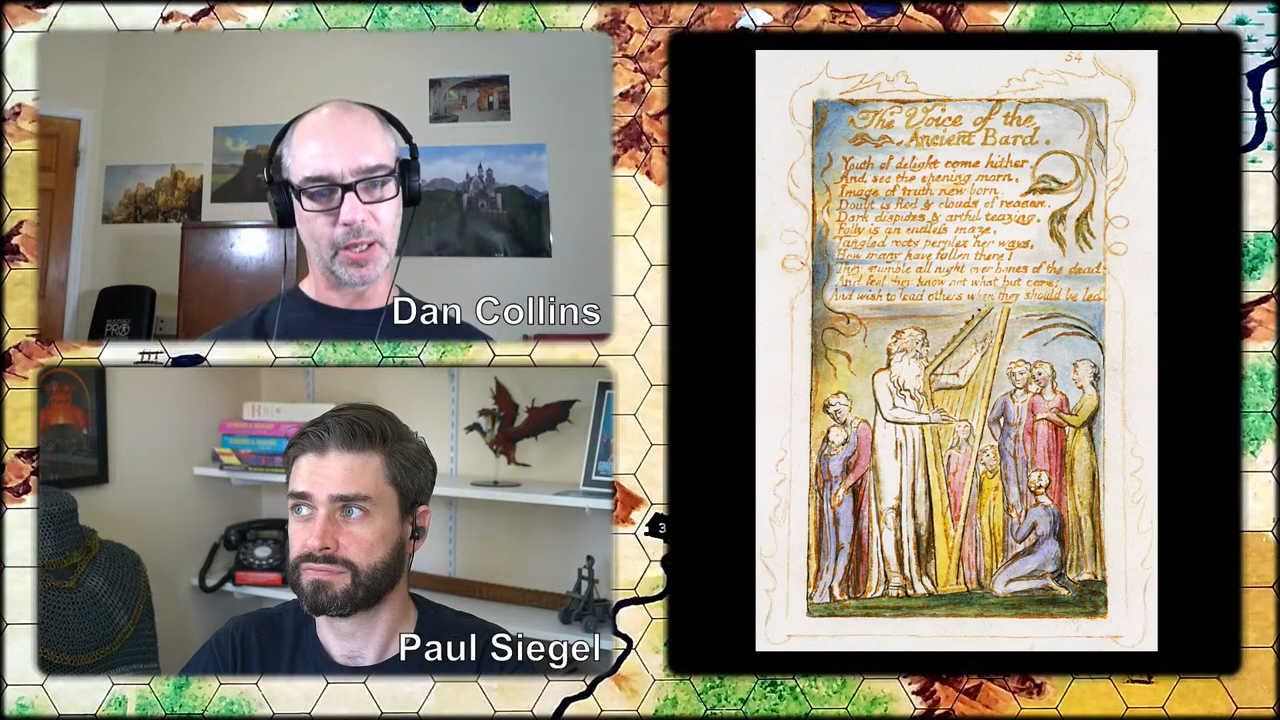 Dan Collins
PRO
Paul Siegel
3
54
The Voice of the
Ancient Bard.
Youth of delight come hither,
And see the opening morn,
Image of truth new born.
Doubt is fled & clouds of reason.
Dark disputes & artful teazing.
Folly is an endless maze,
Tangled roots perplex her ways,
How many have fallen there!
They stumble all night over bones of the dead;
And feel they know not what but care;
And wish to lead others when they should be led.